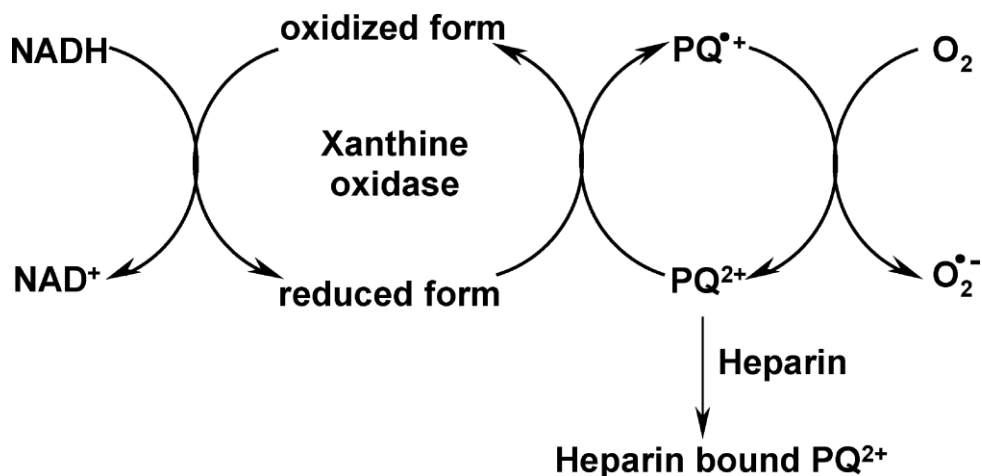 NADH
oxidized form
PQ•+
O2
Xanthine
oxidase
NAD+
reduced form
PQ2+
O2•−
Heparin
Heparin bound PQ2+